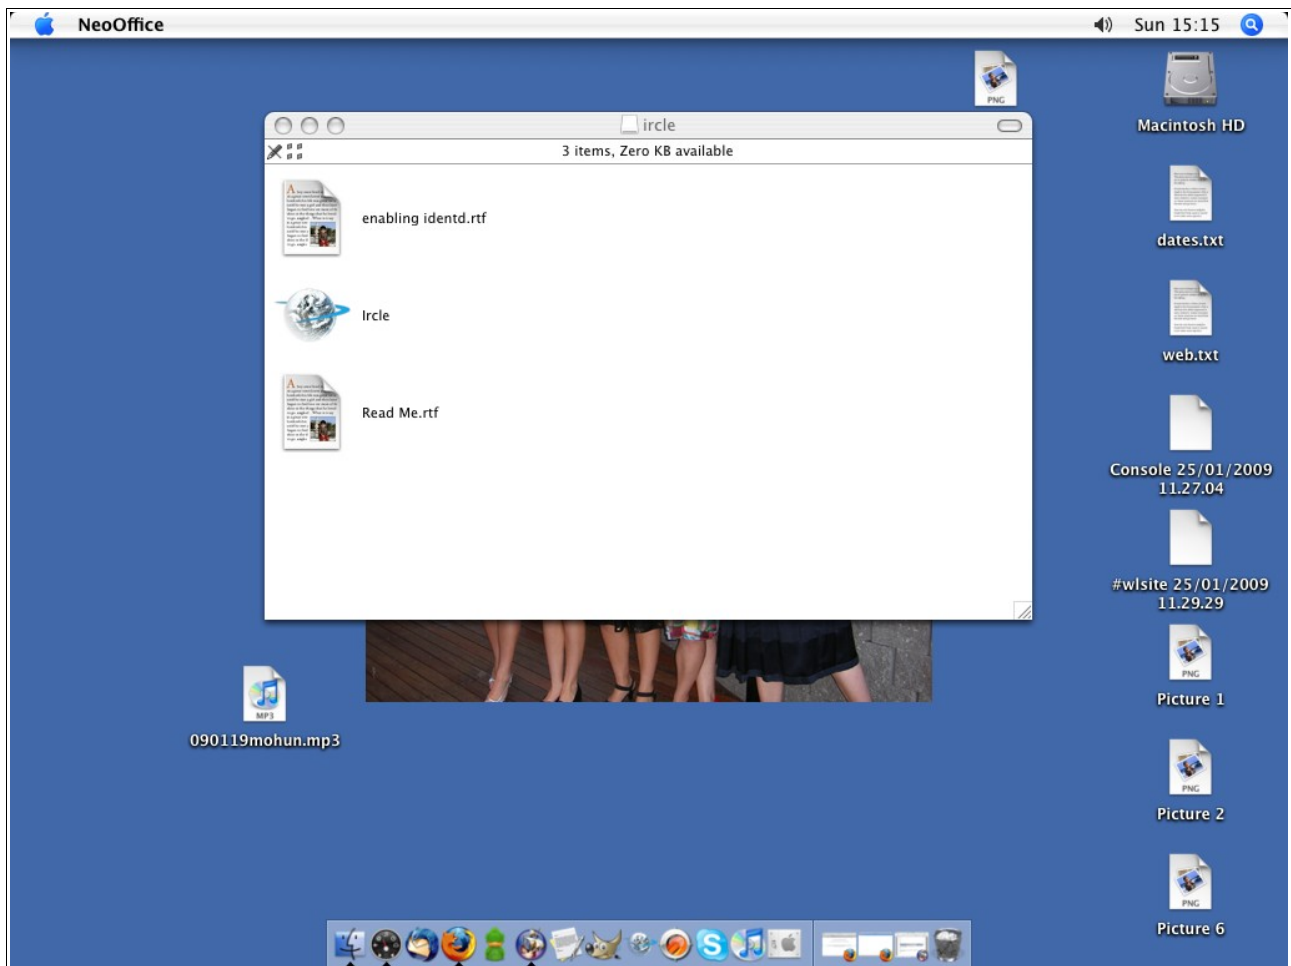 NeoOffice
Sun 15:15
PNG
ircle
3 items, Zero KB available
enabling identd.rtf
Ircle
Read Me.rtf
Macintosh HD
dates.txt
web.txt
Console 25/01/2009
11.27.04
#wlsite 25/01/2009
11.29.29
PNG
Picture 1
PNG
Picture 2
PNG
Picture 6
MP3
090119mohun.mp3